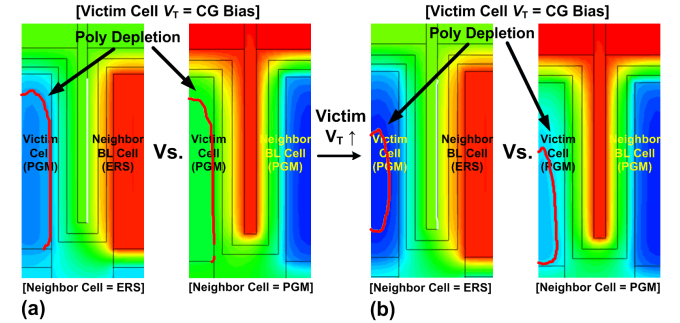 [Victim Cell VT = CG Bias]
Poly Depletion
Victim
Cell
(PGM)
Neighbor
BL Cell
(ERS)
Vs.
Victim
Cell
(PGM)
Neighbor
BL Cell
(PGM)
[Neighbor Cell = ERS]
[Neighbor Cell = PGM]
(a)
Victim
VT ↑
[Victim Cell VT = CG Bias]
Poly Depletion
Victim
Cell
(PGM)
Neighbor
BL Cell
(ERS)
Vs.
Victim
Cell
(PGM)
Neighbor
BL Cell
(PGM)
[Neighbor Cell = ERS]
[Neighbor Cell = PGM]
(b)